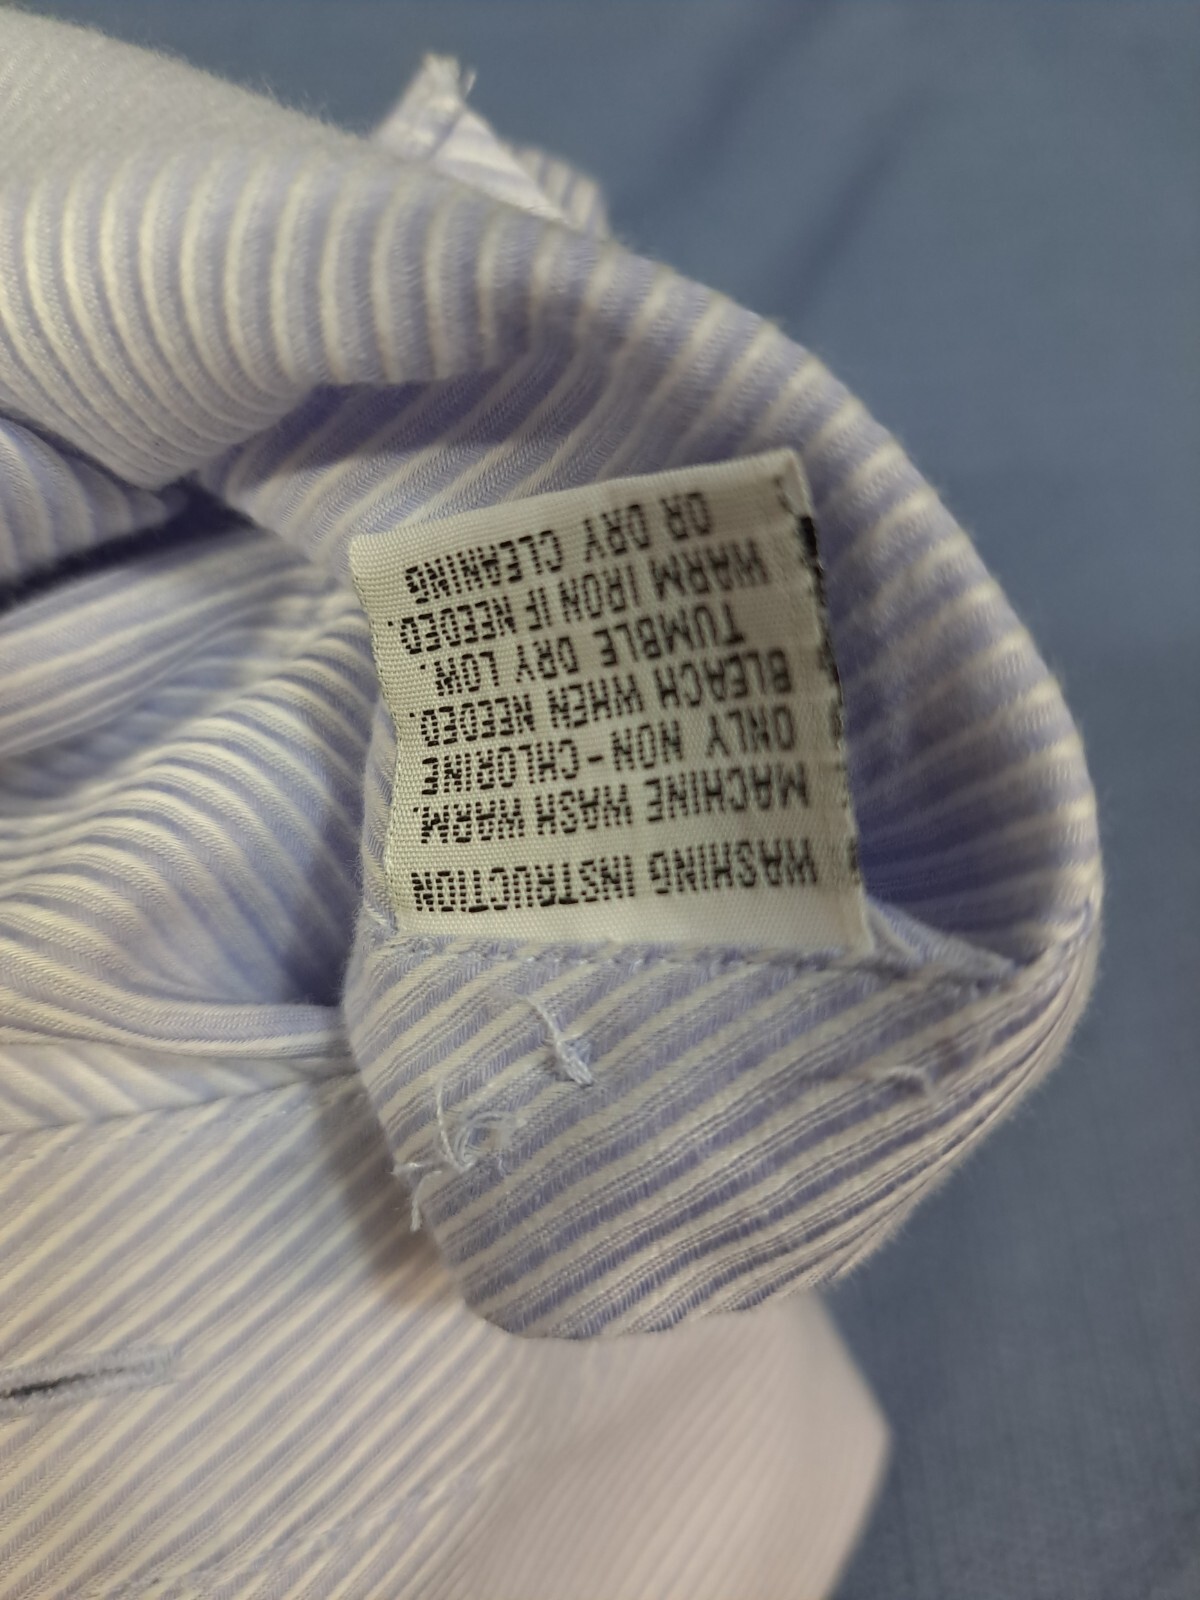 WASHING INSTRUCTION
MACHINE WASH WARM.
ONLY NON-CHLORINE
BLEACH WHEN NEEDED.
TUMBLE DRY LOW.
WARM IRON IF NEEDED.
OR DRY CLEANING